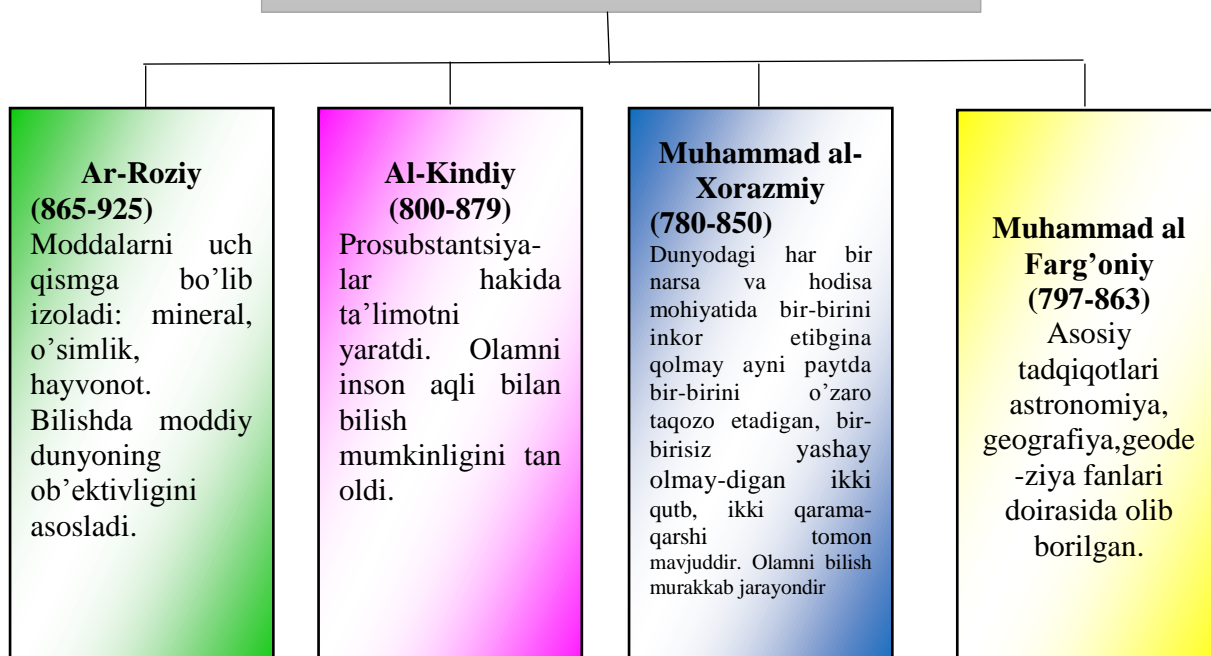 Ar-Roziy
(865-925)
Moddalarni uch
qismga bo’lib
izoladi: mineral,
o’simlik,
hayvonot.
Bilishda moddiy
dunyoning
ob’ektivligini
asosladi.
Al-Kindiy
(800-879)
Prosubstantsiya-
lar hakida
ta’limotni
yaratdi. Olamni
inson aqli bilan
bilish
mumkinligini tan
oldi.
Muhammad al-
Xorazmiy
(780-850)
Dunyodagi har bir
narsa va hodisa
mohiyatida bir-birini
inkor etibgina
qolmay ayni paytda
bir-birini o’zaro
taqozo etadigan, bir-
birisiz yashay
olmay-digan ikki
qutb, ikki qarama-
qarshi tomon
mavjuddir. Olamni bilish
murakkab jarayondir
Muhammad al
Farg’oniy
(797-863)
Asosiy
tadqiqotlari
astronomiya,
geografiya,geode
-ziya fanlari
doirasida olib
borilgan.